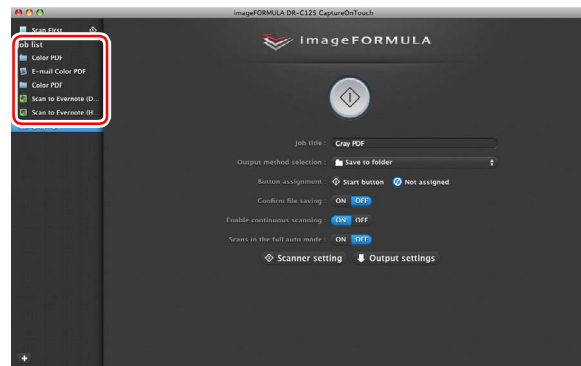 imageFORMULA DR-C125 CaptureOnTouch
Scan First
Job list
Color PDF
E-mail Color PDF
Color PDF
Scan to Evernote (D...
Scan to Evernote (H...
imageFORMULA
Job title : Gray PDF
Output method selection : Save to folder
Button assignment : Start button Not assigned
Confirm file saving : ON OFF
Enable continuous scanning : ON OFF
Scans in the full auto mode : ON OFF
Scanner setting Output settings